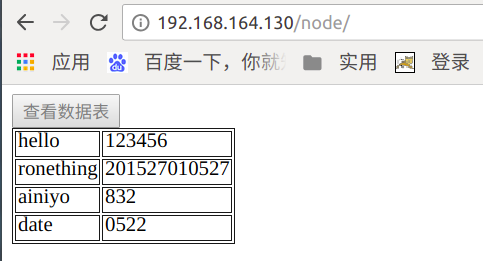 192.168.164.130/node/
应用 百度一下，你就 实用 登录
查看数据表
hello 123456
ronething 201527010527
ainiyo 832
date 0522